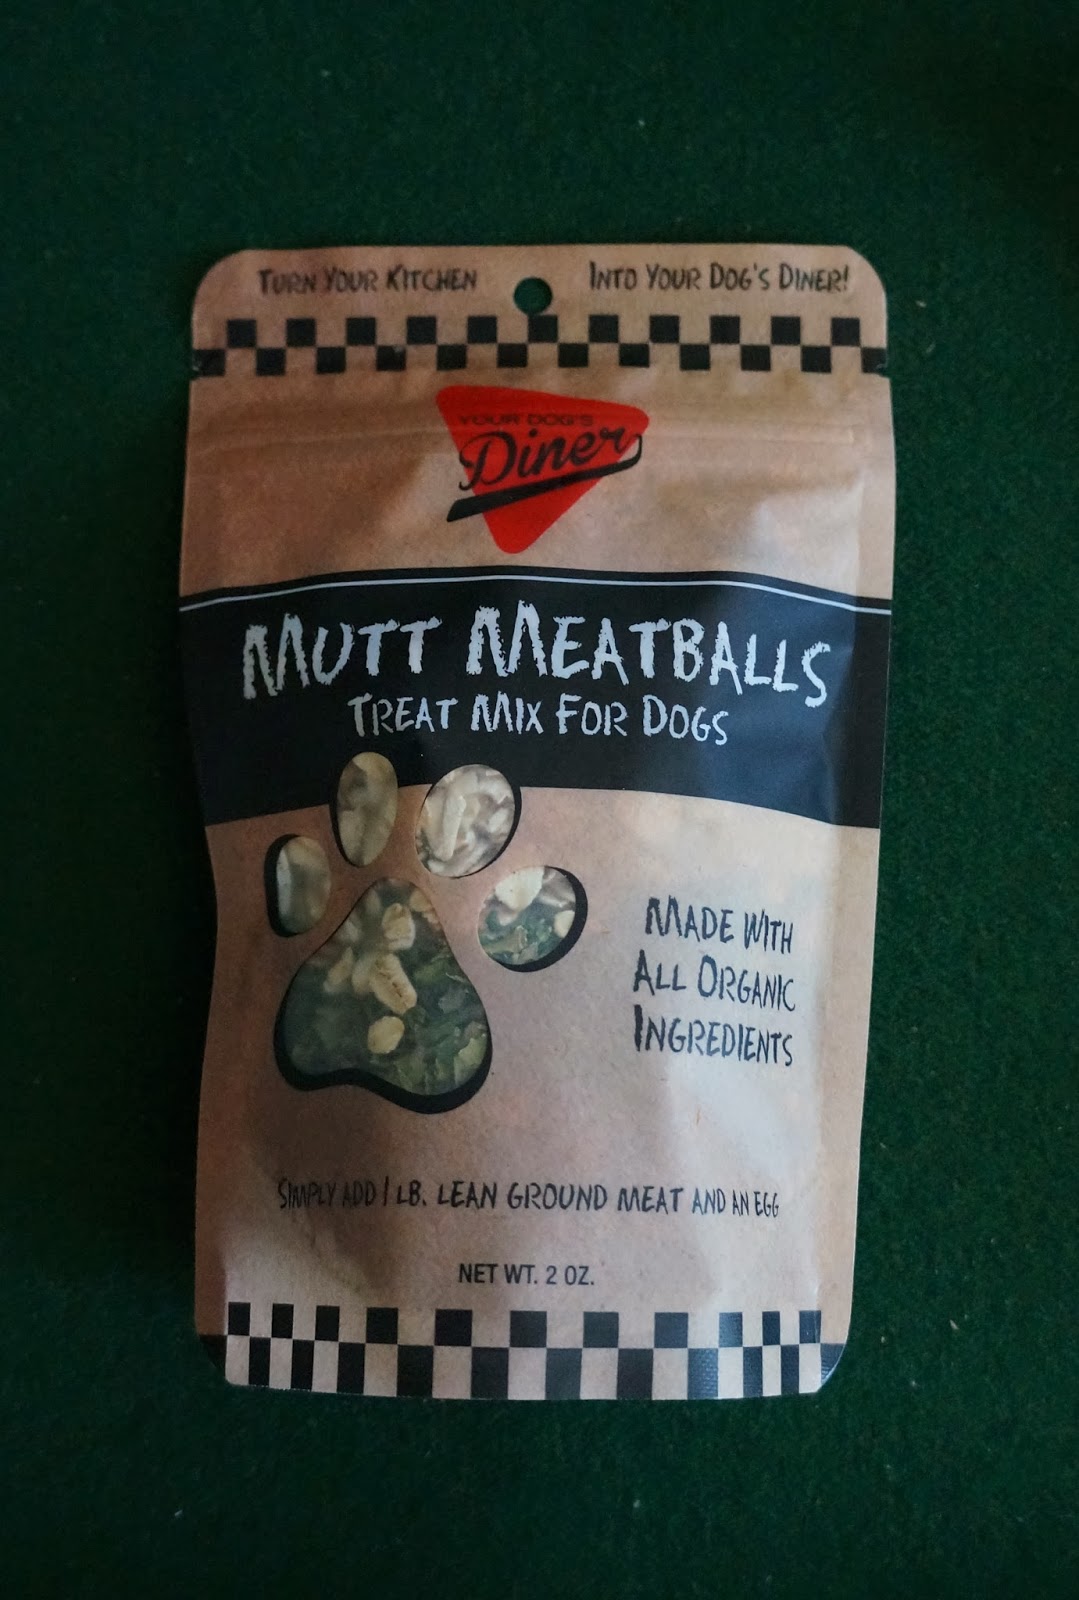 Turn Your Kitchen Into Your Dog's Diner!
YOUR DOG'S
Diner
Mutt Meatballs
Treat Mix For Dogs
Made with
All Organic
Ingredients
Simply add 1 lb. lean ground meat and an egg
NET WT. 2 OZ.